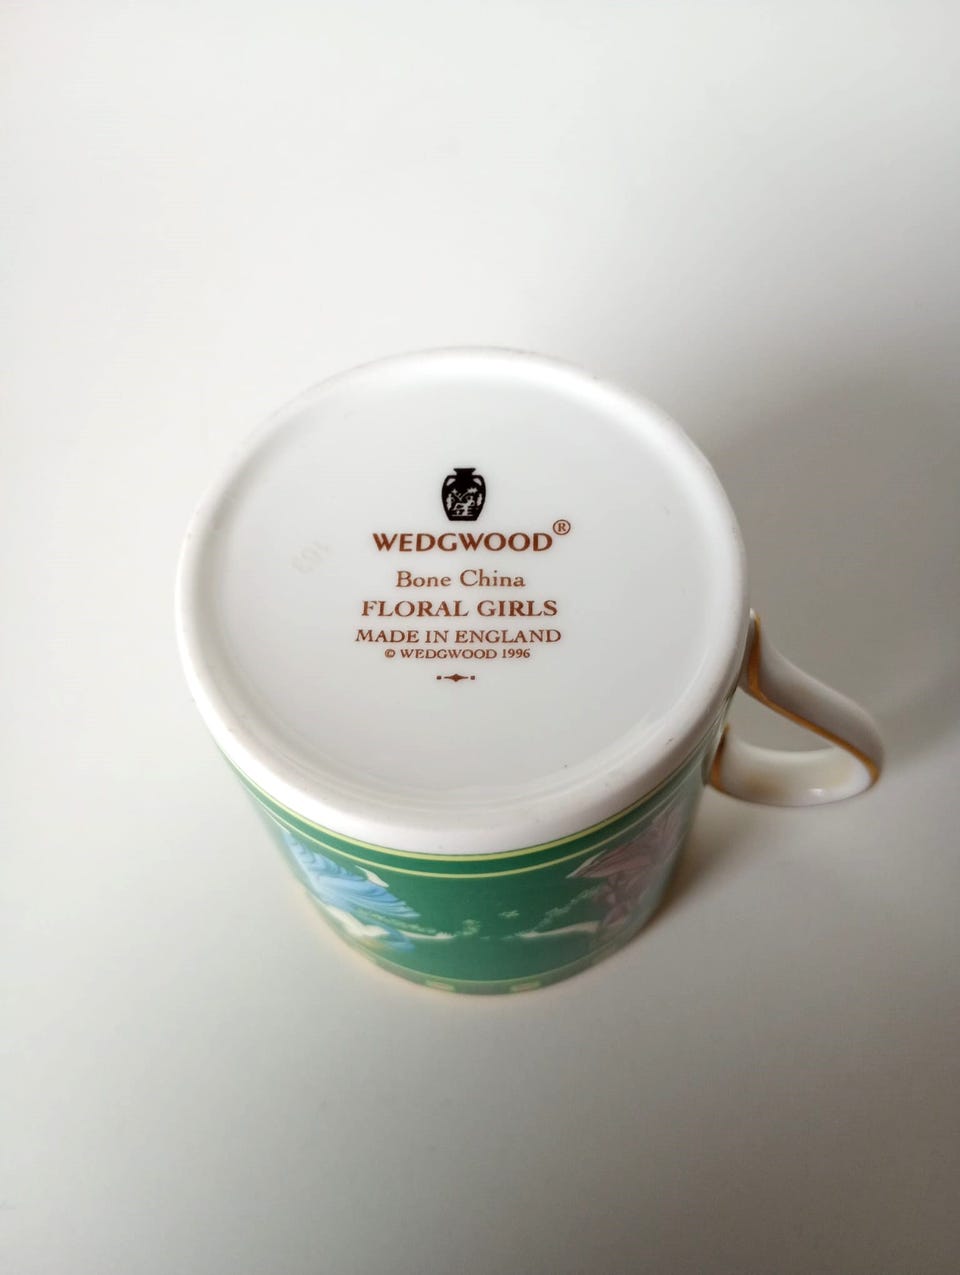 WEDGWOOD®
Bone China
FLORAL GIRLS
MADE IN ENGLAND
© WEDGWOOD 1996